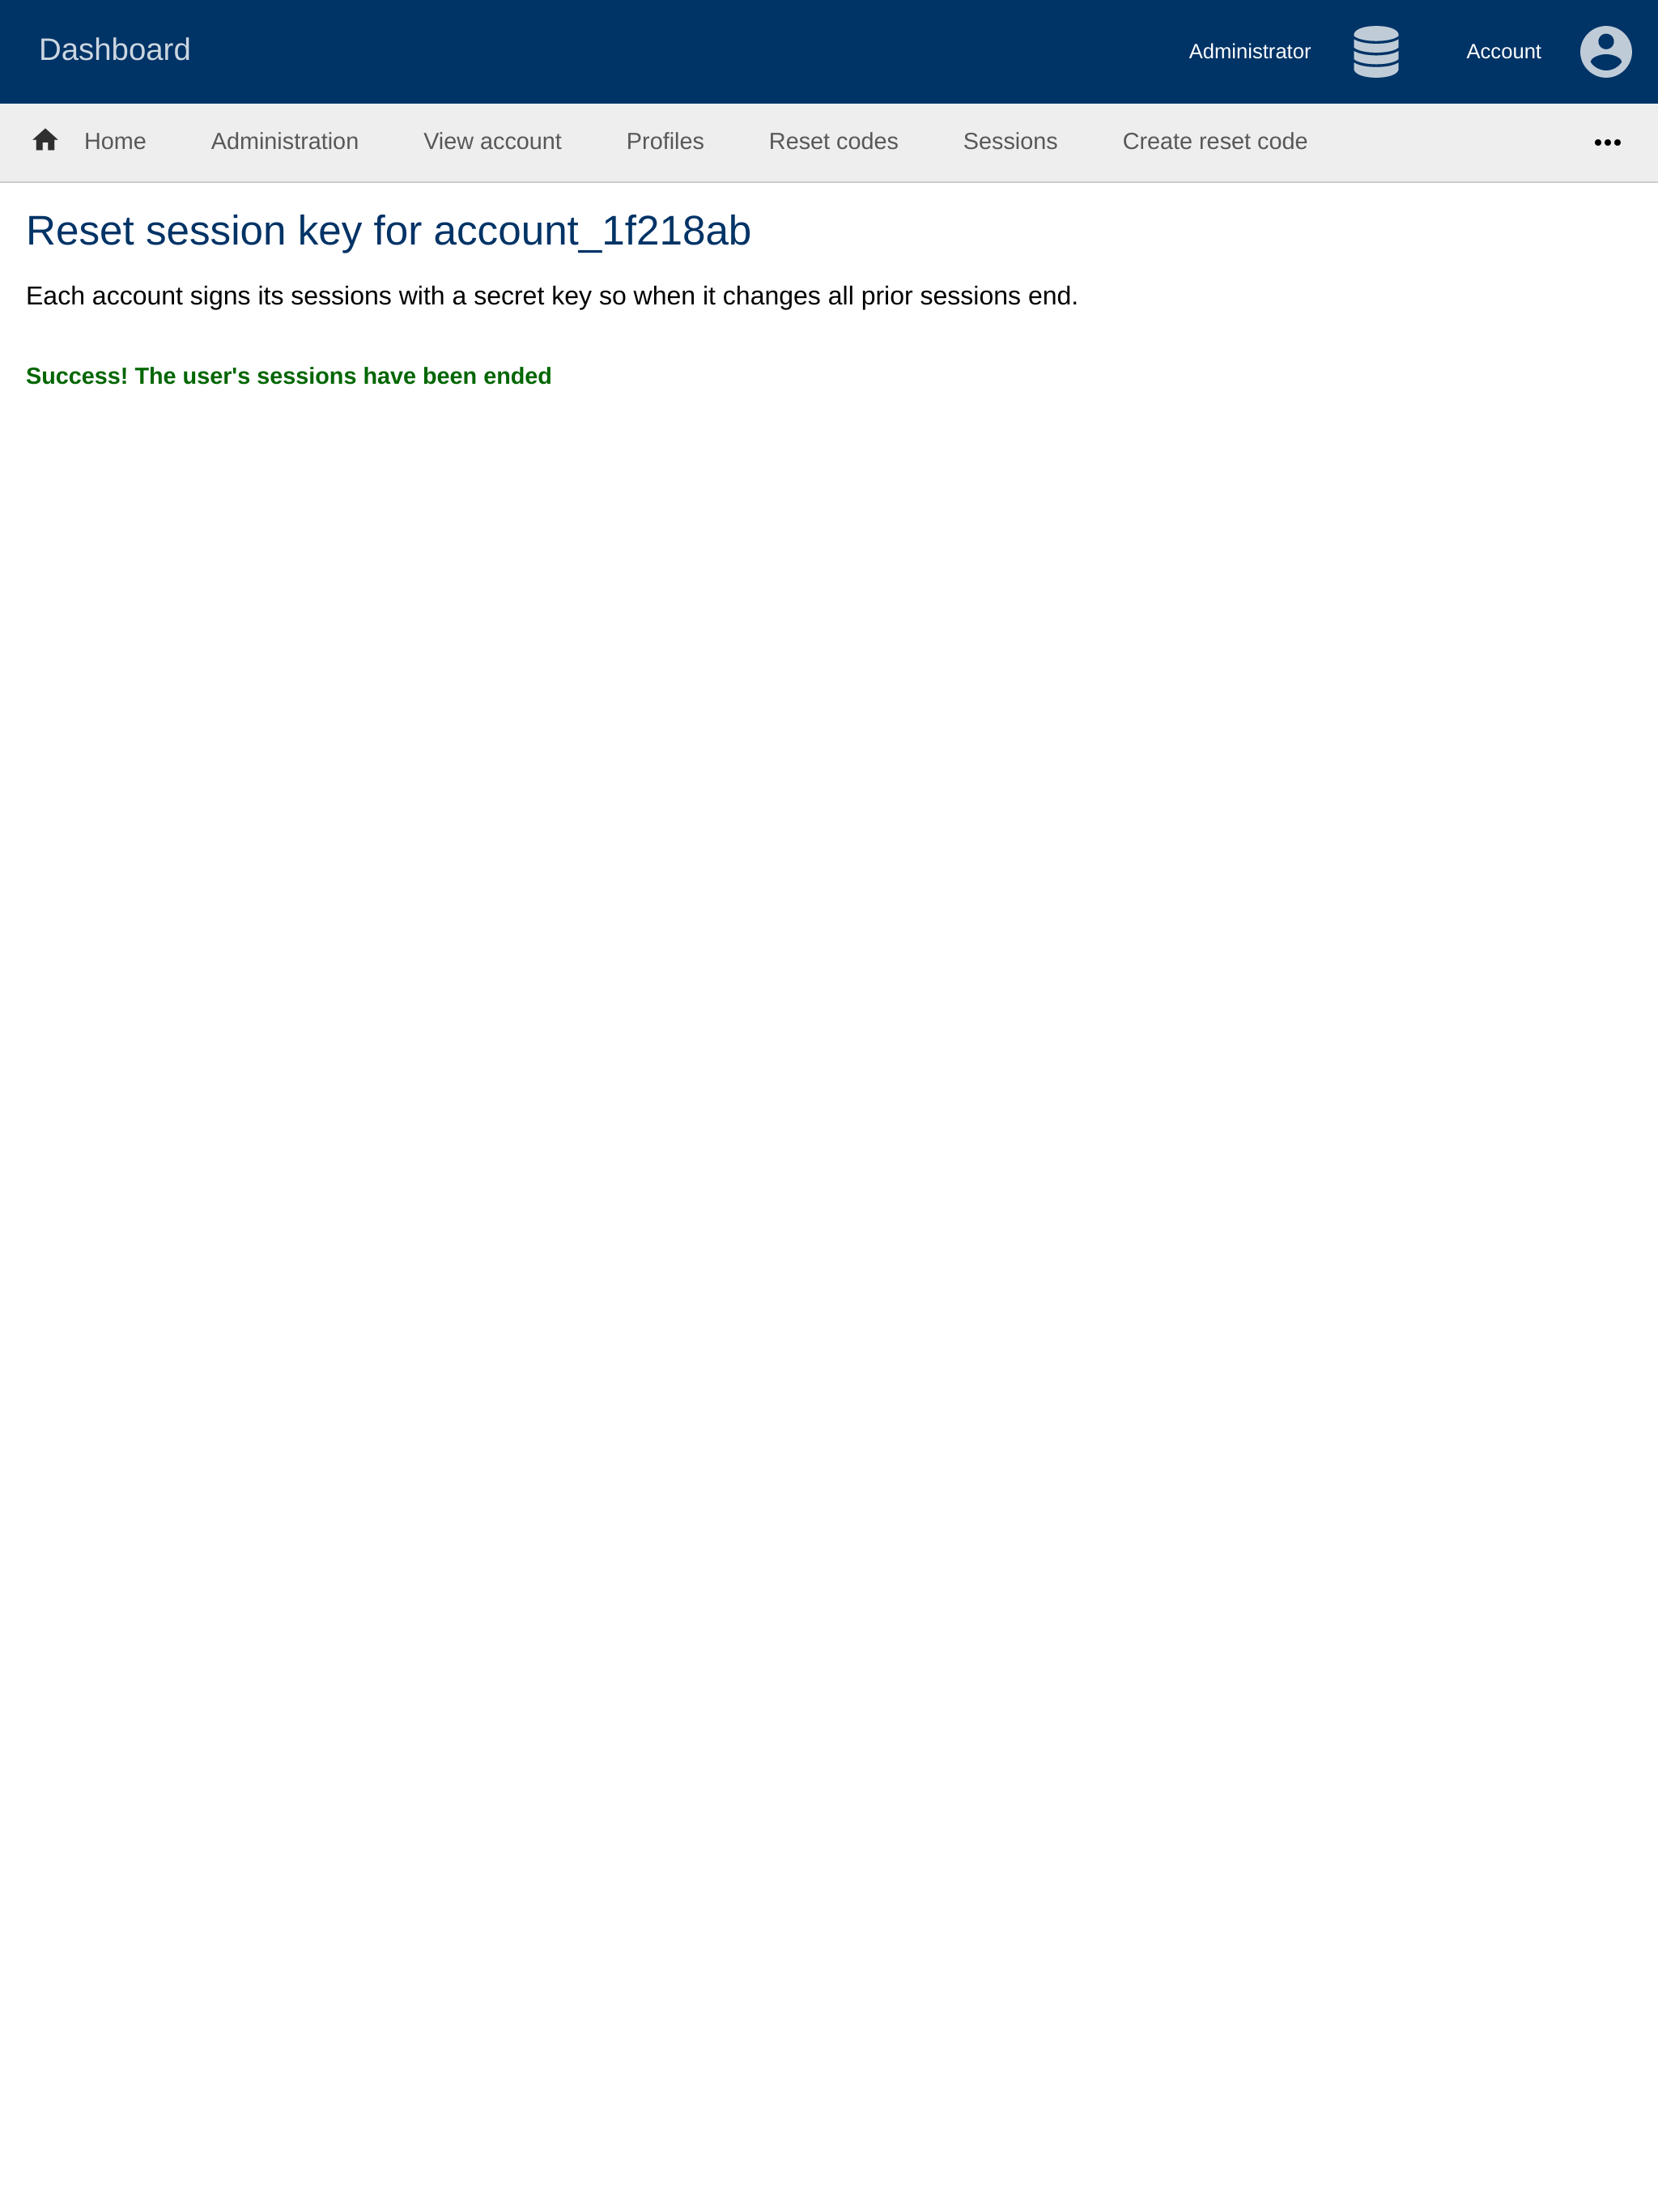 Dashboard
Administrator
Account
Home
Administration
View account
Profiles
Reset codes
Sessions
Create reset code
Reset session key for account_1f218ab
Each account signs its sessions with a secret key so when it changes all prior sessions end.
Success! The user's sessions have been ended